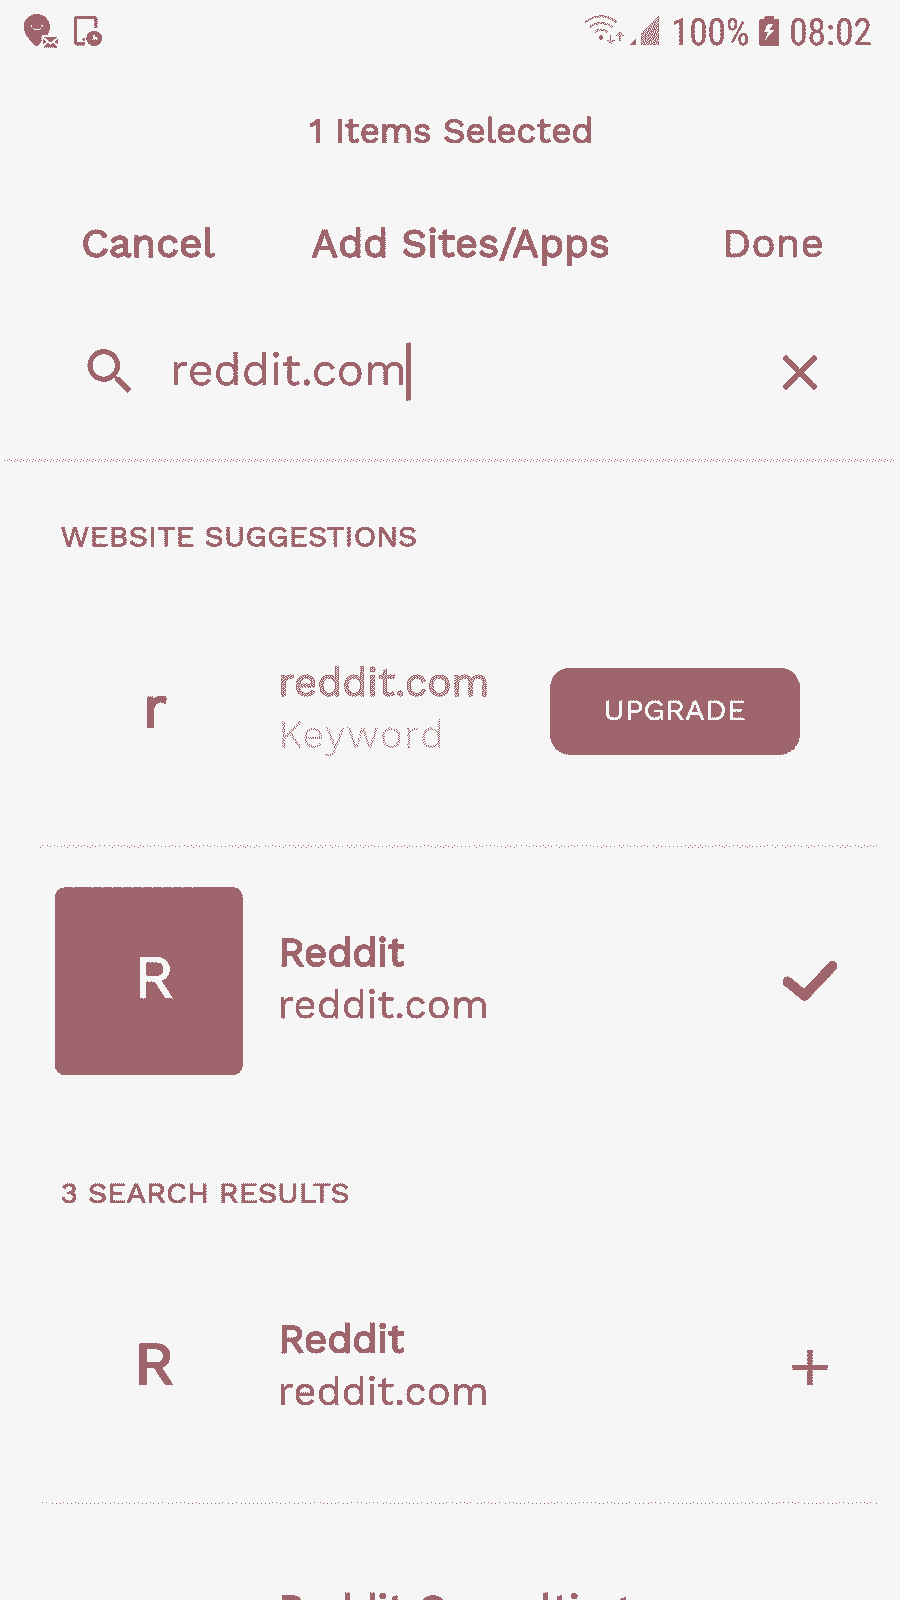 100% 08:02
1 Items Selected
Cancel Add Sites/Apps Done
reddit.com
WEBSITE SUGGESTIONS
r
reddit.com
Keyword
UPGRADE
R
Reddit
reddit.com
3 SEARCH RESULTS
R
Reddit
reddit.com
Reddit